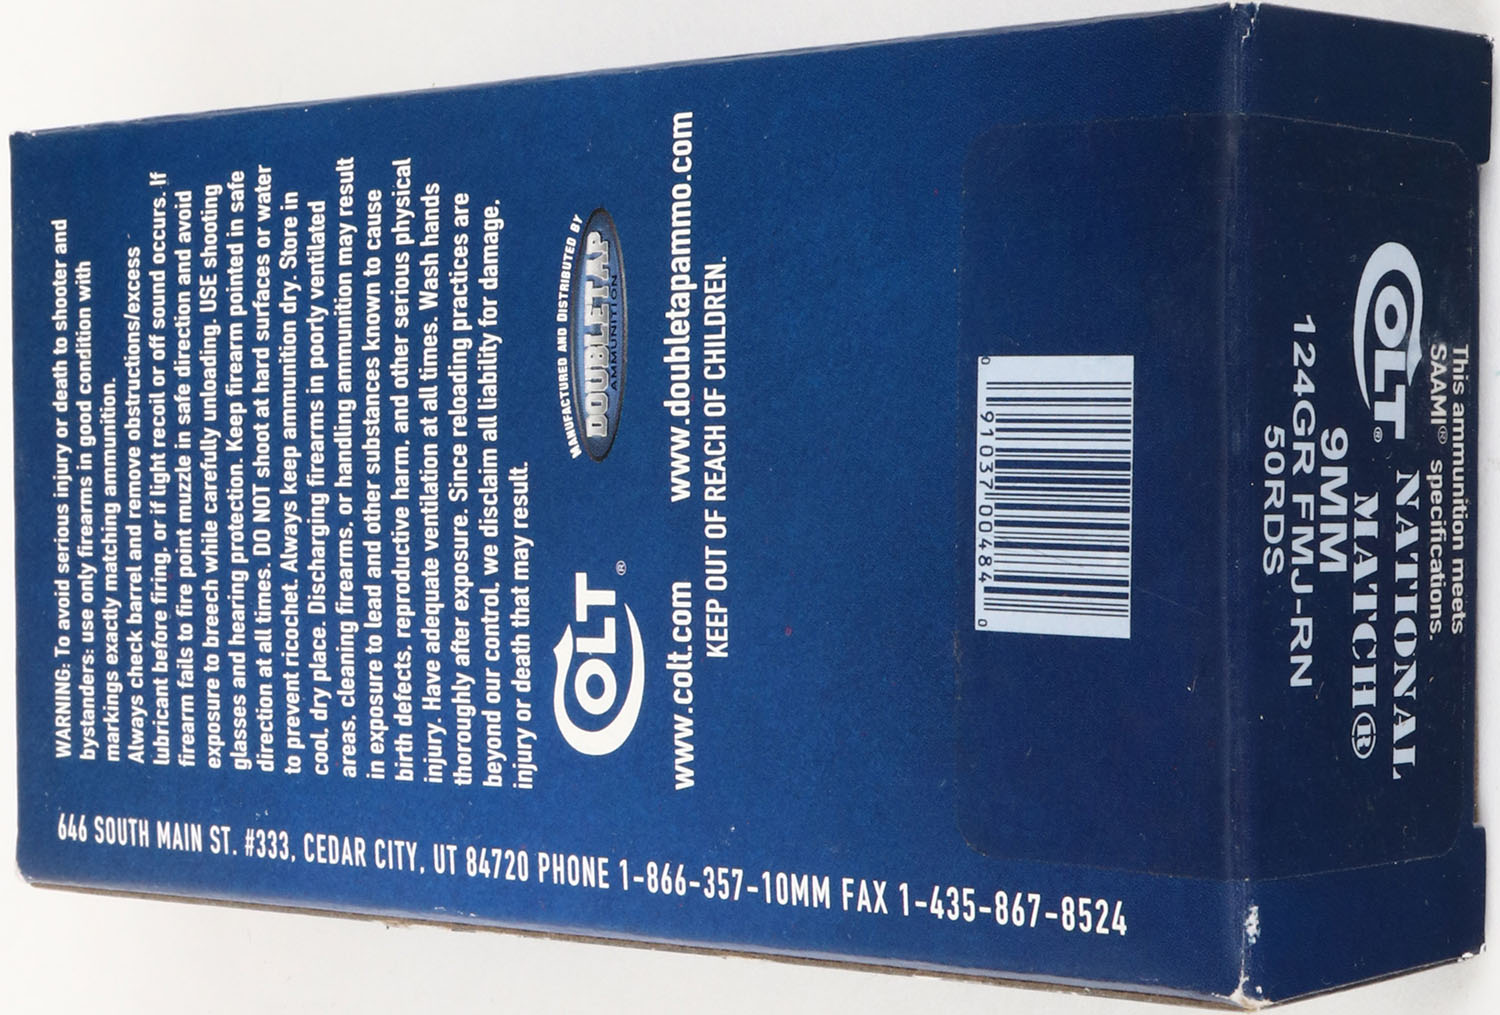 WARNING: To avoid serious injury or death to shooter and
bystanders: use only firearms in good condition with
markings exactly matching ammunition.
Always check barrel and remove obstructions/excess
lubricant before firing, or if light recoil or off sound occurs. If
firearm fails to fire point muzzle in safe direction and avoid
exposure to breech while carefully unloading. USE shooting
glasses and hearing protection. Keep firearm pointed in safe
direction at all times. DO NOT shoot at hard surfaces or water
to prevent ricochet. Always keep ammunition dry. Store in
cool, dry place. Discharging firearms in poorly ventilated
areas, cleaning firearms, or handling ammunition may result
in exposure to lead and other substances known to cause
birth defects, reproductive harm, and other serious physical
injury. Have adequate ventilation at all times. Wash hands
thoroughly after exposure. Since reloading practices are
beyond our control, we disclaim all liability for damage,
injury or death that may result.
COLT®
MANUFACTURED AND DISTRIBUTED BY
DOUBLETAP
AMMUNITION
www.colt.com www.doubletapammo.com
KEEP OUT OF REACH OF CHILDREN.
646 SOUTH MAIN ST. #333, CEDAR CITY, UT 84720 PHONE 1-866-357-10MM FAX 1-435-867-8524
0 91037 00484 0
50RDS
124GR FMJ-RN
9MM
COLT®
NATIONAL
MATCH®
This ammunition meets
SAAMI® specifications.